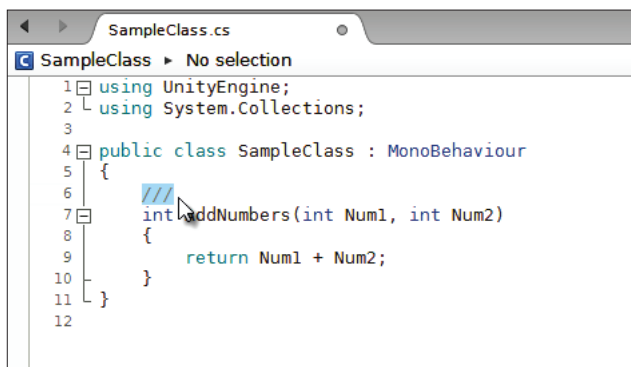 SampleClass.cs
C SampleClass ▸ No selection
1 using UnityEngine;
2 using System.Collections;
3
4 public class SampleClass : MonoBehaviour
5 {
6 ///
7 int addNumbers(int Num1, int Num2)
8 {
9 return Num1 + Num2;
10 }
11 }
12